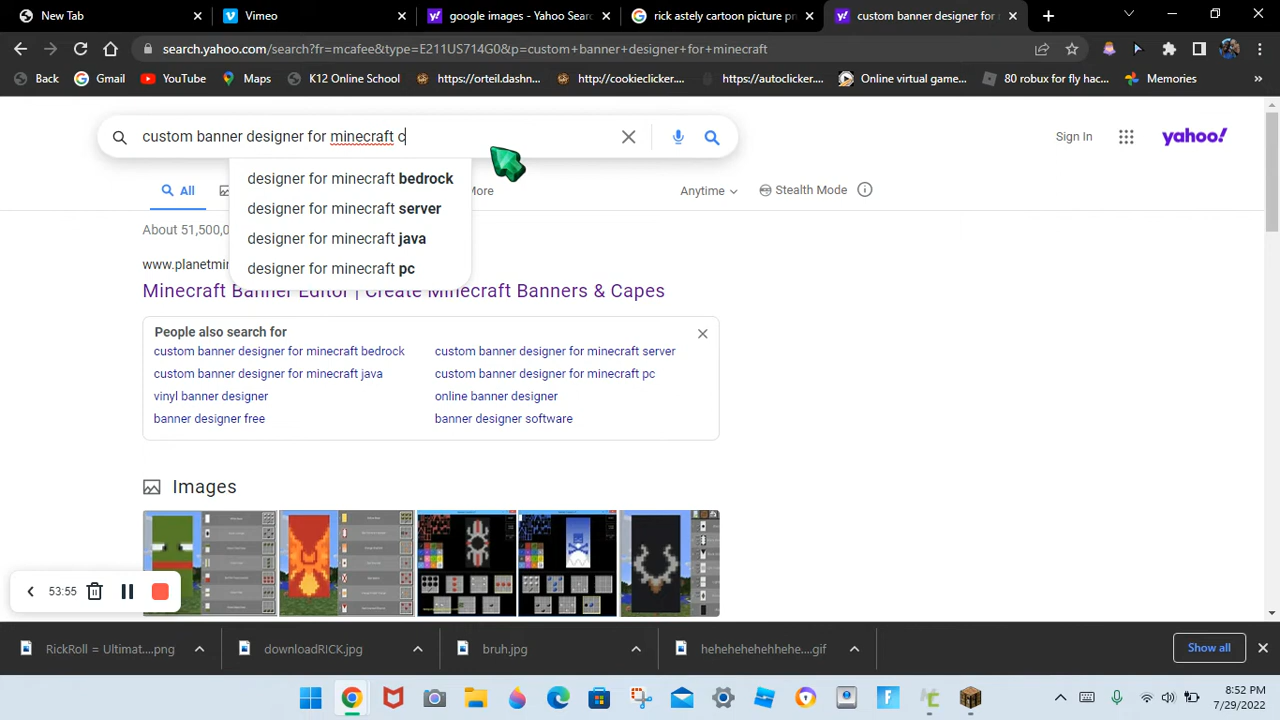 New Tab
Vimeo
google images - Yahoo Sear
rick astely cartoon picture pr
custom banner designer for
search.yahoo.com/search?fr=mcafee&type=E211US714G0&p=custom+banner+designer+for+minecraft
Back
Gmail
YouTube
Maps
K12 Online School
https://orteil.dashn...
http://cookieclicker....
https://autoclicker....
Online virtual game...
80 robux for fly hac...
Memories
»
custom banner designer for minecraft c
Sign In
yahoo!
designer for minecraft bedrock
designer for minecraft server
designer for minecraft java
designer for minecraft pc
All
More
Anytime
Stealth Mode
About 51,500,0
www.planetmin
Minecraft Banner Editor | Create Minecraft Banners & Capes
People also search for
custom banner designer for minecraft bedrock
custom banner designer for minecraft server
custom banner designer for minecraft java
custom banner designer for minecraft pc
vinyl banner designer
online banner designer
banner designer free
banner designer software
Images
53:55
RickRoll = Ultimat....png
downloadRICK.jpg
bruh.jpg
hehehehehhehe....gif
Show all
8:52 PM
7/29/2022